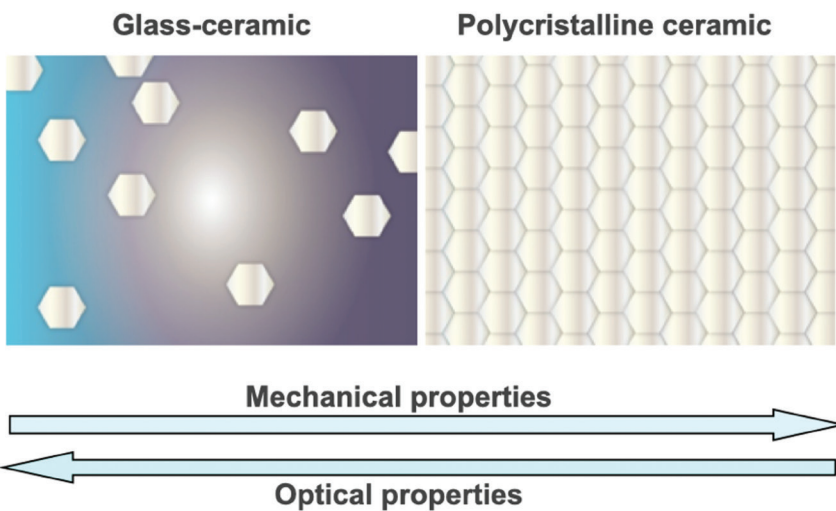 Glass-ceramic
Polycristalline ceramic
Mechanical properties
Optical properties